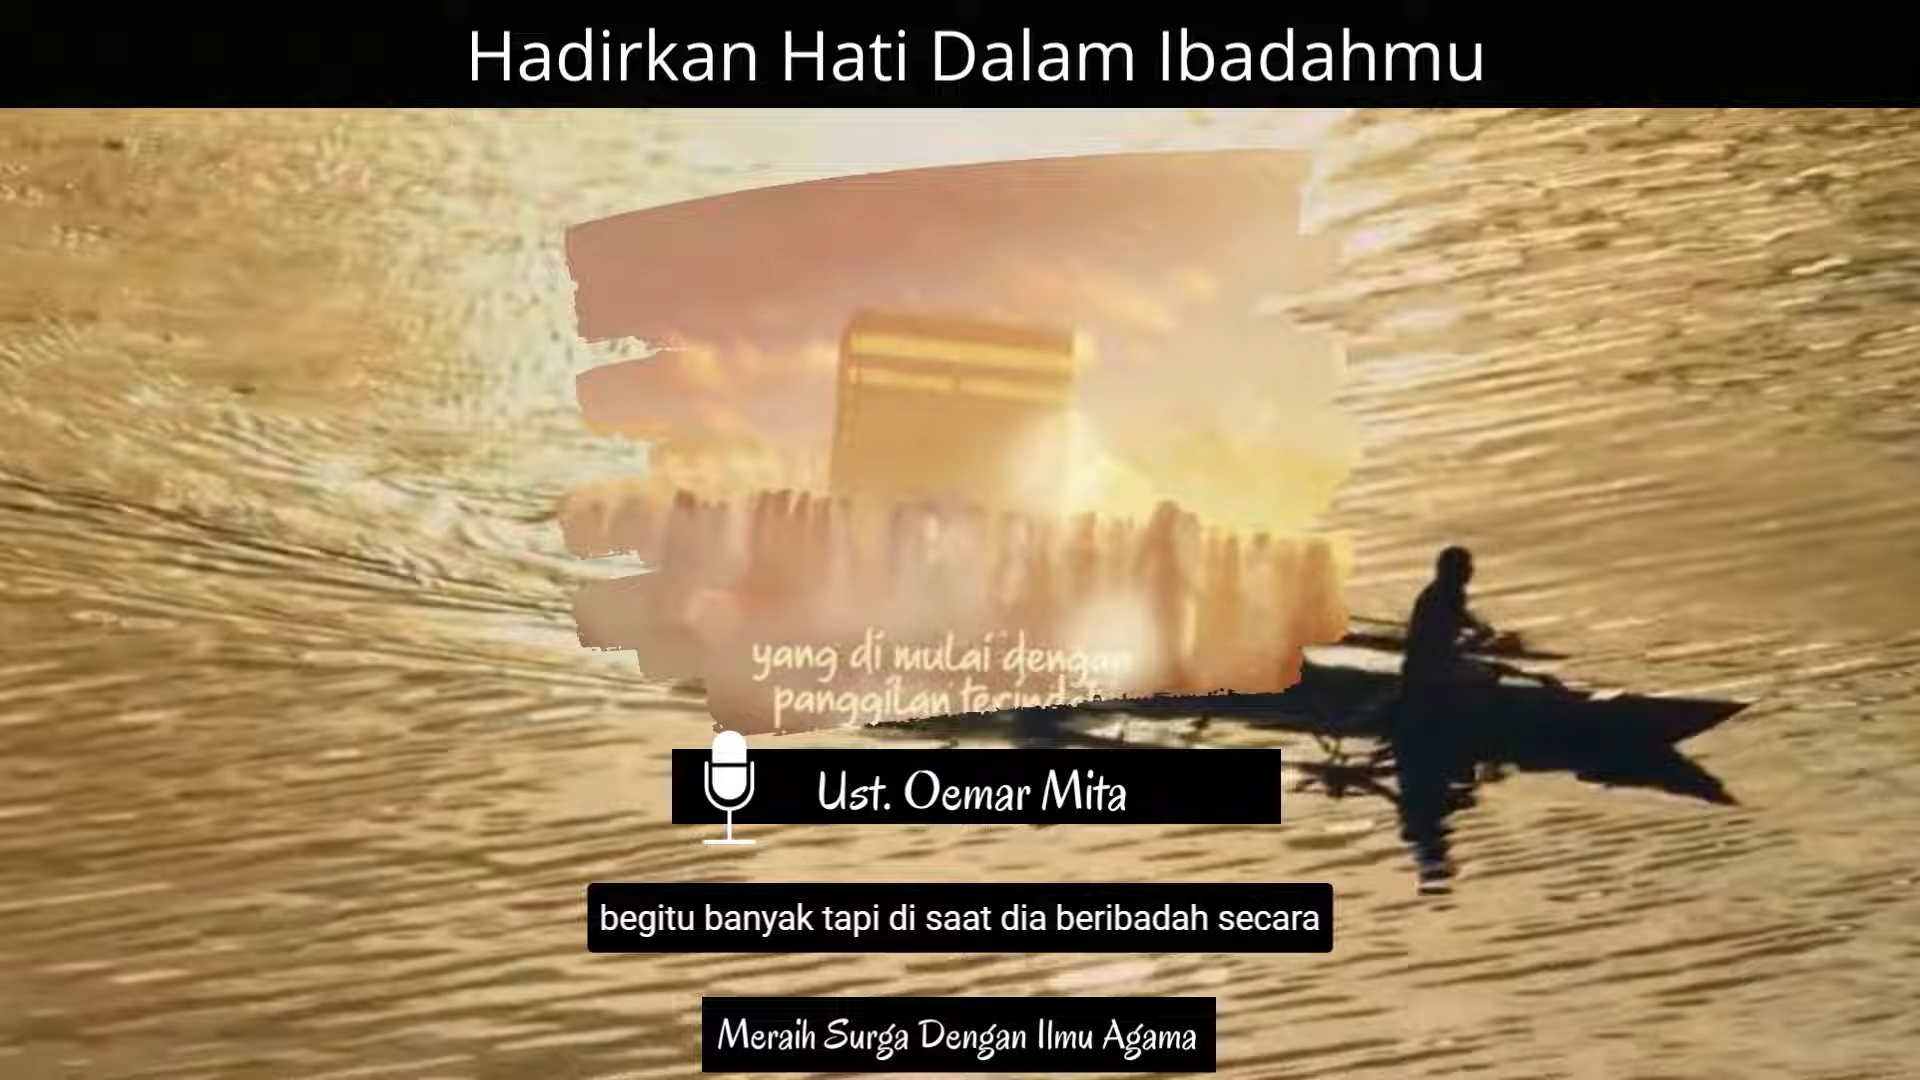 Hadirkan Hati Dalam Ibadahmu
yang di mulai dengan
panggilan
Ust. Oemar Mita
begitu banyak tapi di saat dia beribadah secara
Meraih Surga Dengan Ilmu Agama